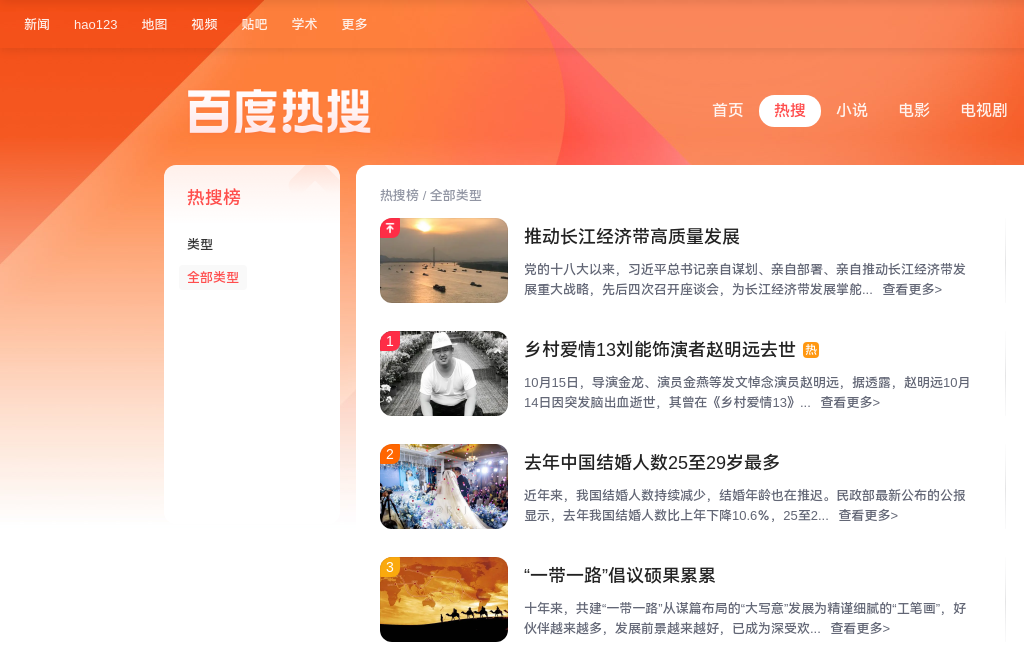 新闻 hao123 地图 视频 贴吧 学术 更多
百度热搜
首页 热搜 小说 电影 电视剧
热搜榜
类型
全部类型
热搜榜 / 全部类型
推动长江经济带高质量发展
党的十八大以来，习近平总书记亲自谋划、亲自部署、亲自推动长江经济带发
展重大战略，先后四次召开座谈会，为长江经济带发展掌舵... 查看更多>
1
乡村爱情13刘能饰演者赵明远去世 热
10月15日，导演金龙、演员金燕等发文悼念演员赵明远，据透露，赵明远10月
14日因突发脑出血逝世，其曾在《乡村爱情13》... 查看更多>
2
去年中国结婚人数25至29岁最多
近年来，我国结婚人数持续减少，结婚年龄也在推迟。民政部最新公布的公报
显示，去年我国结婚人数比上年下降10.6%，25至2... 查看更多>
3
“一带一路”倡议硕果累累
十年来，共建“一带一路”从谋篇布局的“大写意”发展为精谨细腻的“工笔画”，好
伙伴越来越多，发展前景越来越好，已成为深受欢... 查看更多>